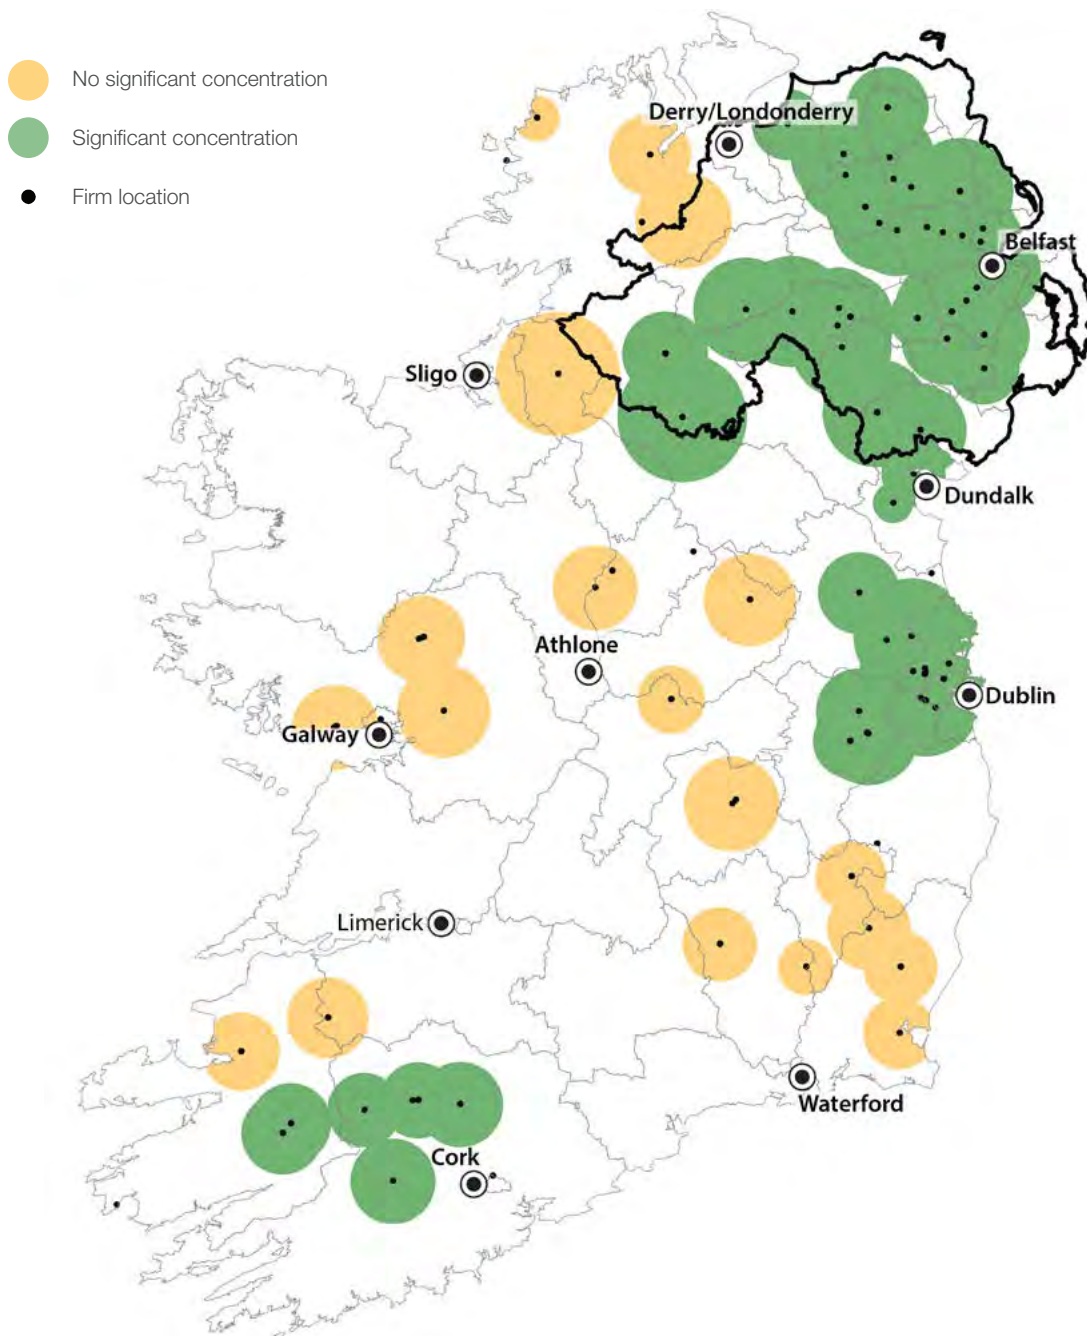 No significant concentration
Significant concentration
Firm location
Derry/Londonderry
Belfast
Sligo
Dundalk
Athlone
Dublin
Galway
Limerick
Waterford
Cork